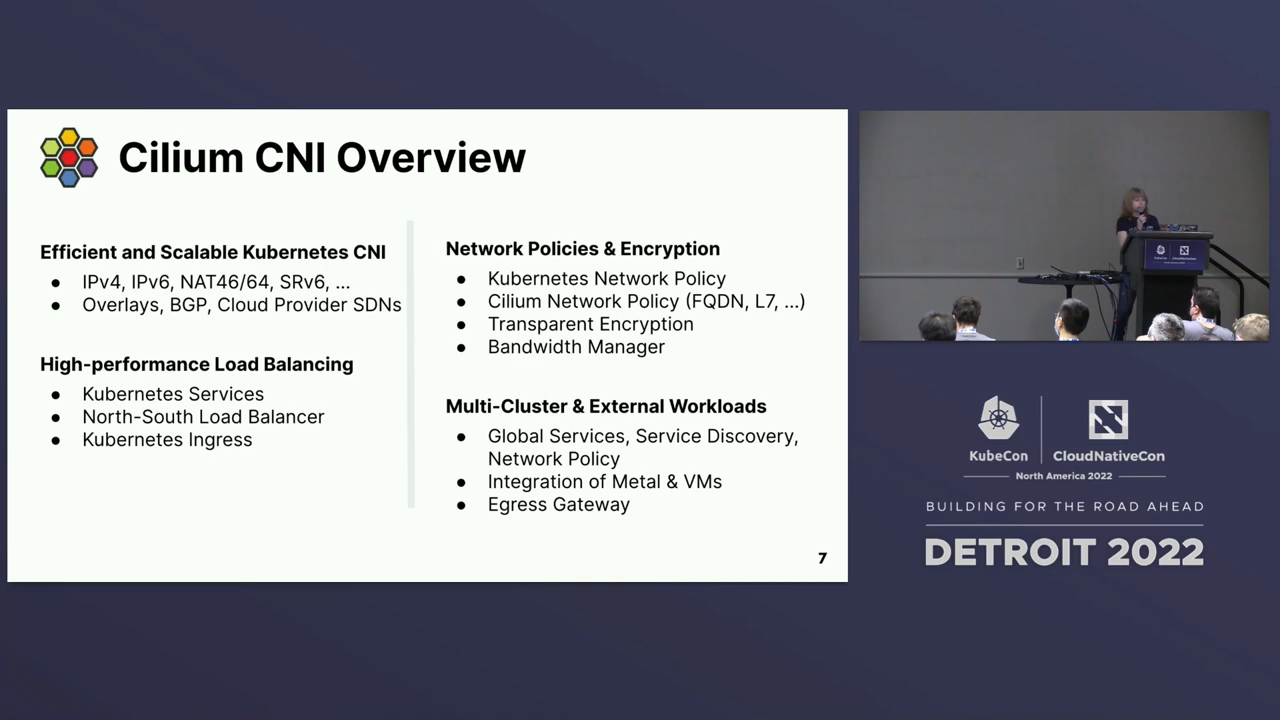 Cilium CNI Overview
Efficient and Scalable Kubernetes CNI
● IPv4, IPv6, NAT46/64, SRv6, ...
● Overlays, BGP, Cloud Provider SDNs
High-performance Load Balancing
● Kubernetes Services
● North-South Load Balancer
● Kubernetes Ingress
Network Policies & Encryption
● Kubernetes Network Policy
● Cilium Network Policy (FQDN, L7, ...)
● Transparent Encryption
● Bandwidth Manager
Multi-Cluster & External Workloads
● Global Services, Service Discovery,
Network Policy
● Integration of Metal & VMs
● Egress Gateway
7
KubeCon
CloudNativeCon
North America 2022
BUILDING FOR THE ROAD AHEAD
DETROIT 2022